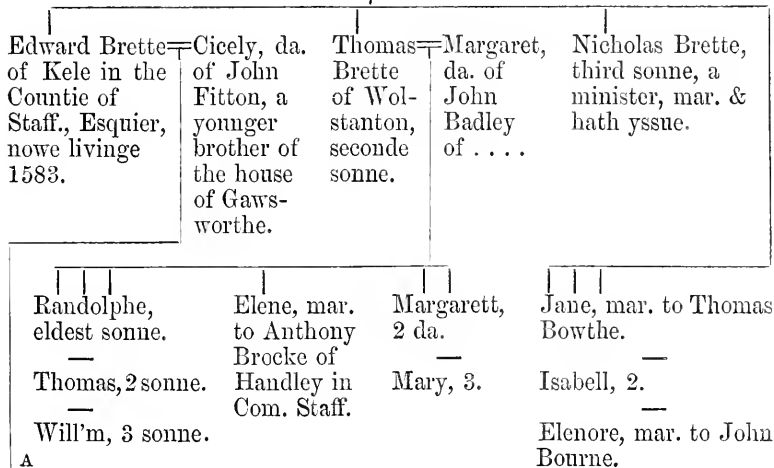 Edward Brette
of Kele in the
Countie of
Staff., Esquier,
nowe livinge
1583.
Cicely, da.
of John
Fitton, a
younger
brother of
the house
of Gaws-
worthe.
Thomas
Brette
of Wol-
stanton,
seconde
sonne.
Margaret,
da. of
John
Badley
of . . . .
Nicholas Brette,
third sonne, a
minister, mar. &
hath yssue.
Randolphe,
eldest sonne.
Thomas, 2 sonne.
Will'm, 3 sonne.
Elene, mar.
to Anthony
Brocke of
Handley in
Com. Staff.
Margarett,
2 da.
Mary, 3.
Jane, mar. to Thomas
Bowthe.
Isabell, 2.
Elenore, mar. to John
Bourne.
A